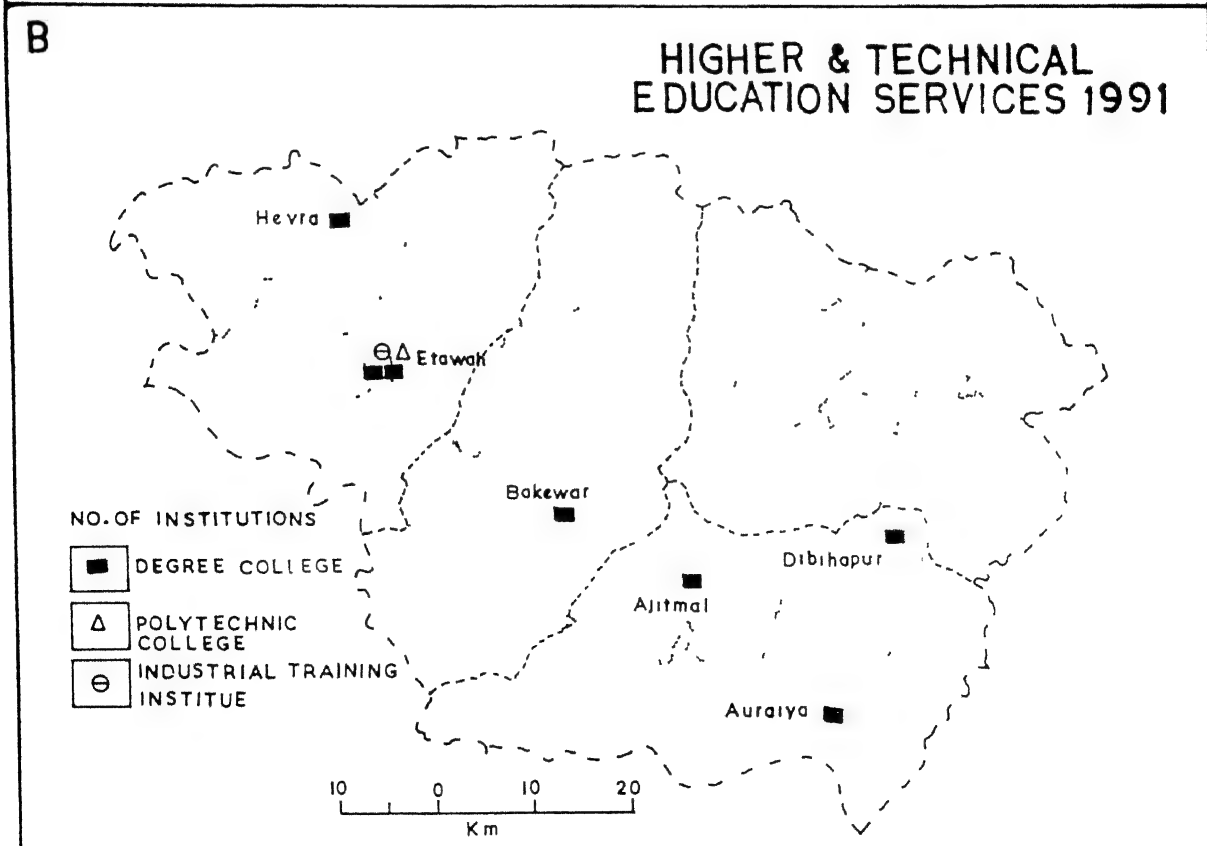 B
HIGHER & TECHNICAL
EDUCATION SERVICES 1991
Hevra
Etawah
Bakewar
Dibihapur
Ajitmal
Auraiya
NO. OF INSTITUTIONS
DEGREE COLLEGE
POLYTECHNIC
COLLEGE
INDUSTRIAL TRAINING
INSTITUE
10 0 10 20
Km